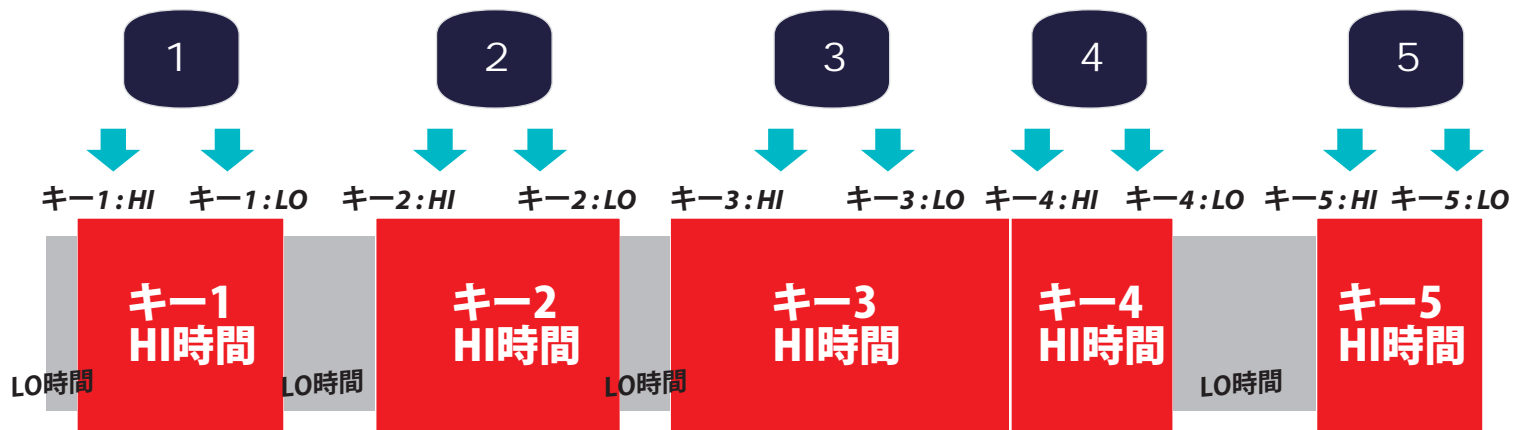 1 2 3 4 5
キー1:HI キー1:LO キー2:HI キー2:LO キー3:HI キー3:LO キー4:HI キー4:LO キー5:HI キー5:LO
キー1 キー2 キー3 キー4 キー5
HI時間 HI時間 HI時間 HI時間 HI時間
LO時間 LO時間 LO時間 LO時間